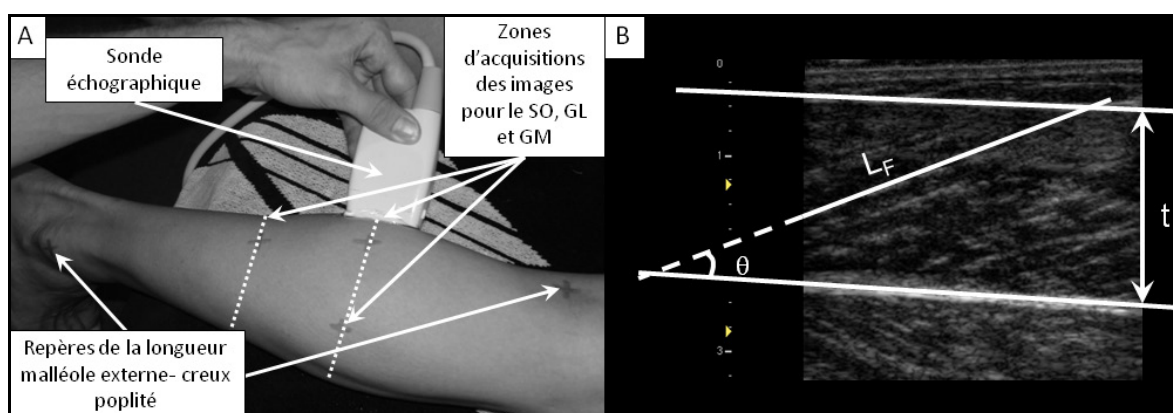 A
Sonde
échographique
Zones
d'acquisitions
des images
pour le SO, GL
et GM
Repères de la longueur
malléole externe- creux
poplité
B
0
1
3
L_F
θ
t